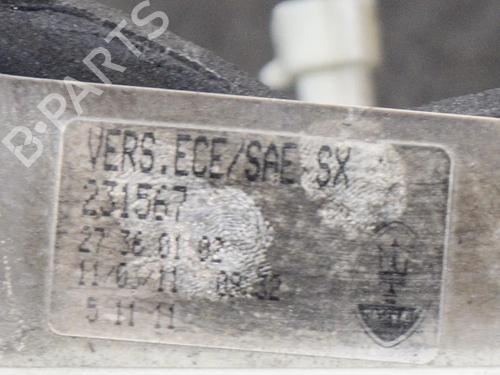 B-PARTS
VERS.ECE/SAE SX
231567
27 36 01 02
11/03/11 08:32
5 11 11